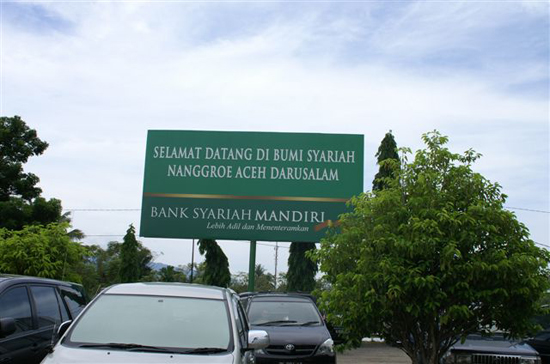 SELAMAT DATANG DI BUMI SYARIAH
NANGGROE ACEH DARUSALAM
BANK SYARIAH MANDIRI
Lebih Adil dan Menenteramkan